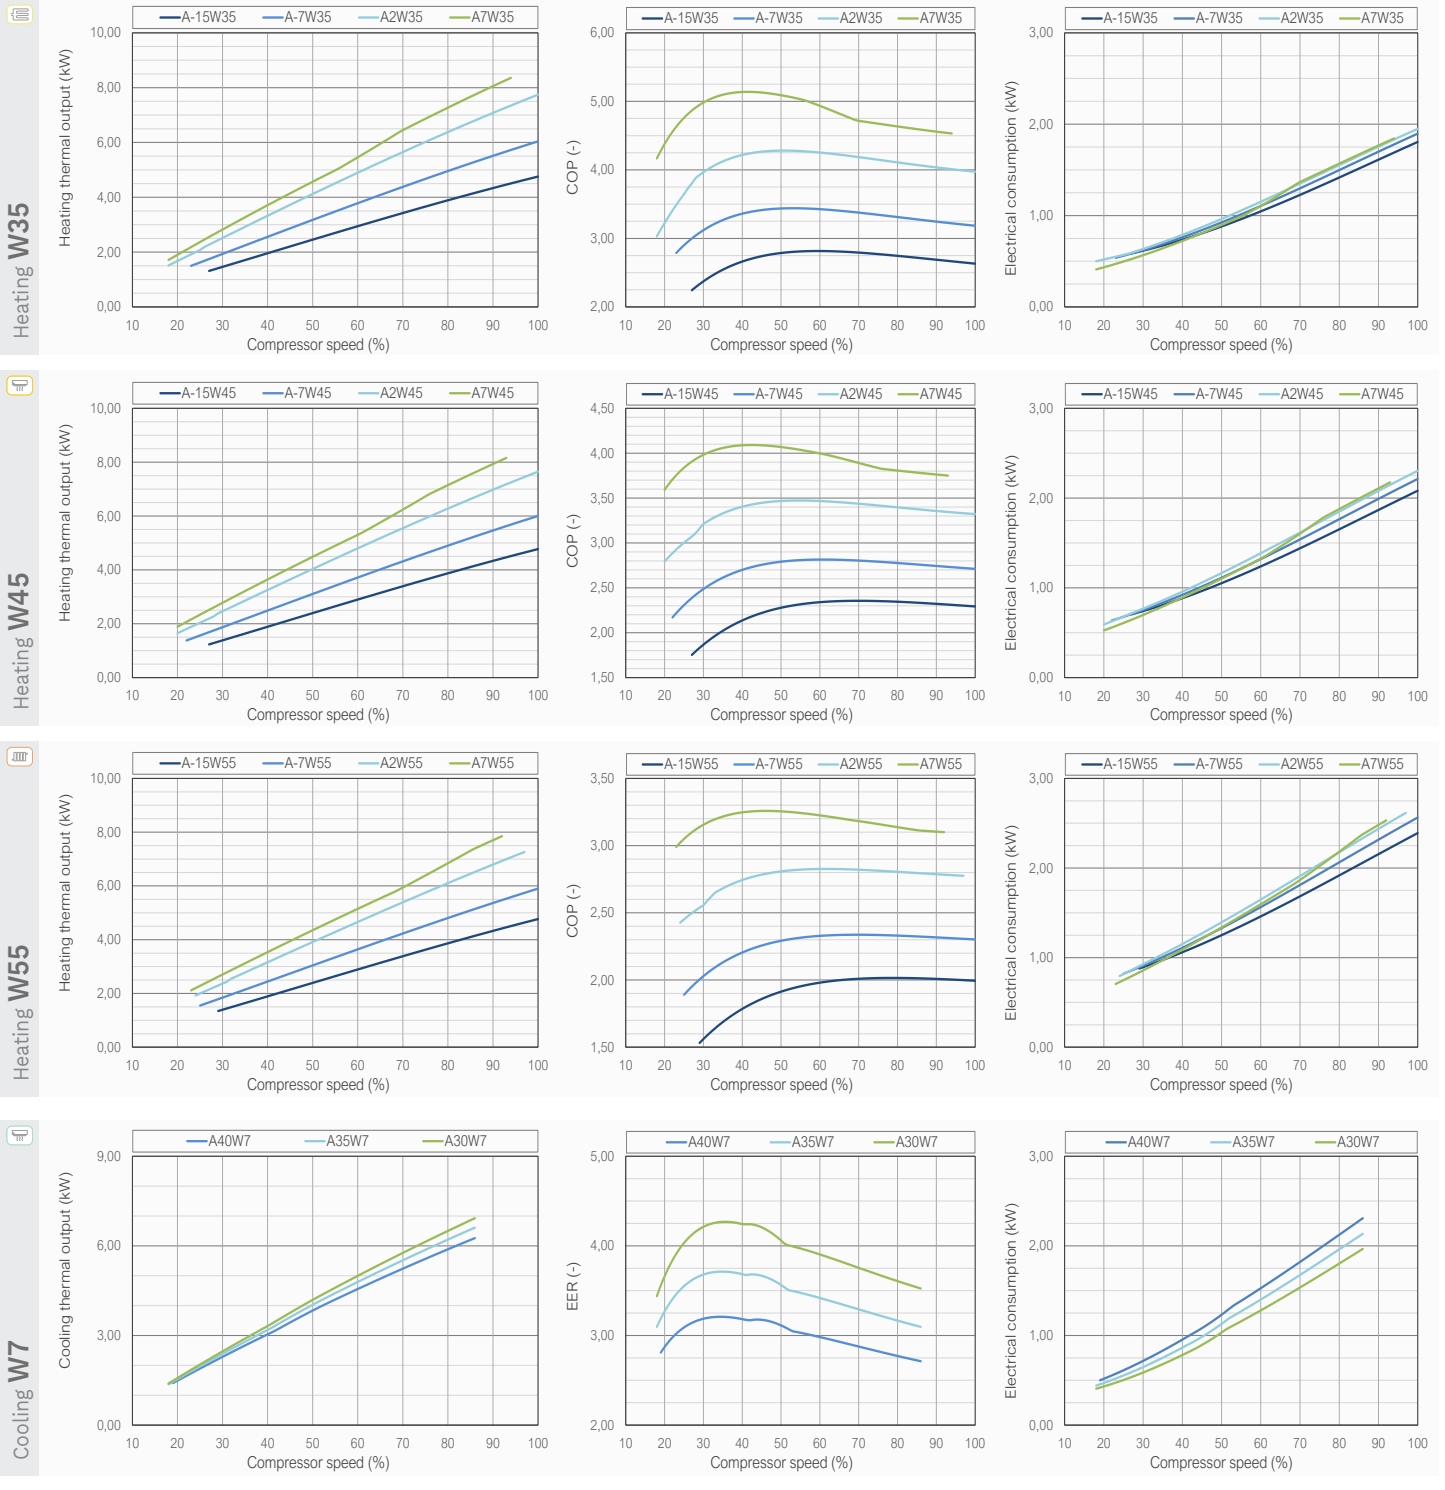 Heating W35
A-15W35 A-7W35 A2W35 A7W35
Heating thermal output (kW)
10,00
8,00
6,00
4,00
2,00
0,00
10 20 30 40 50 60 70 80 90 100
Compressor speed (%)
A-15W35 A-7W35 A2W35 A7W35
COP (-)
6,00
5,00
4,00
3,00
2,00
10 20 30 40 50 60 70 80 90 100
Compressor speed (%)
A-15W35 A-7W35 A2W35 A7W35
Electrical consumption (kW)
3,00
2,00
1,00
0,00
10 20 30 40 50 60 70 80 90 100
Compressor speed (%)
Heating W45
A-15W45 A-7W45 A2W45 A7W45
Heating thermal output (kW)
10,00
8,00
6,00
4,00
2,00
0,00
10 20 30 40 50 60 70 80 90 100
Compressor speed (%)
A-15W45 A-7W45 A2W45 A7W45
COP (-)
4,50
4,00
3,50
3,00
2,50
2,00
1,50
10 20 30 40 50 60 70 80 90 100
Compressor speed (%)
A-15W45 A-7W45 A2W45 A7W45
Electrical consumption (kW)
3,00
2,00
1,00
0,00
10 20 30 40 50 60 70 80 90 100
Compressor speed (%)
Heating W55
A-15W55 A-7W55 A2W55 A7W55
Heating thermal output (kW)
10,00
8,00
6,00
4,00
2,00
0,00
10 20 30 40 50 60 70 80 90 100
Compressor speed (%)
A-15W55 A-7W55 A2W55 A7W55
COP (-)
3,50
3,00
2,50
2,00
1,50
10 20 30 40 50 60 70 80 90 100
Compressor speed (%)
A-15W55 A-7W55 A2W55 A7W55
Electrical consumption (kW)
3,00
2,00
1,00
0,00
10 20 30 40 50 60 70 80 90 100
Compressor speed (%)
Cooling W7
A40W7 A35W7 A30W7
Cooling thermal output (kW)
9,00
6,00
3,00
0,00
10 20 30 40 50 60 70 80 90 100
Compressor speed (%)
A40W7 A35W7 A30W7
EER (-)
5,00
4,00
3,00
2,00
10 20 30 40 50 60 70 80 90 100
Compressor speed (%)
A40W7 A35W7 A30W7
Electrical consumption (kW)
3,00
2,00
1,00
0,00
10 20 30 40 50 60 70 80 90 100
Compressor speed (%)